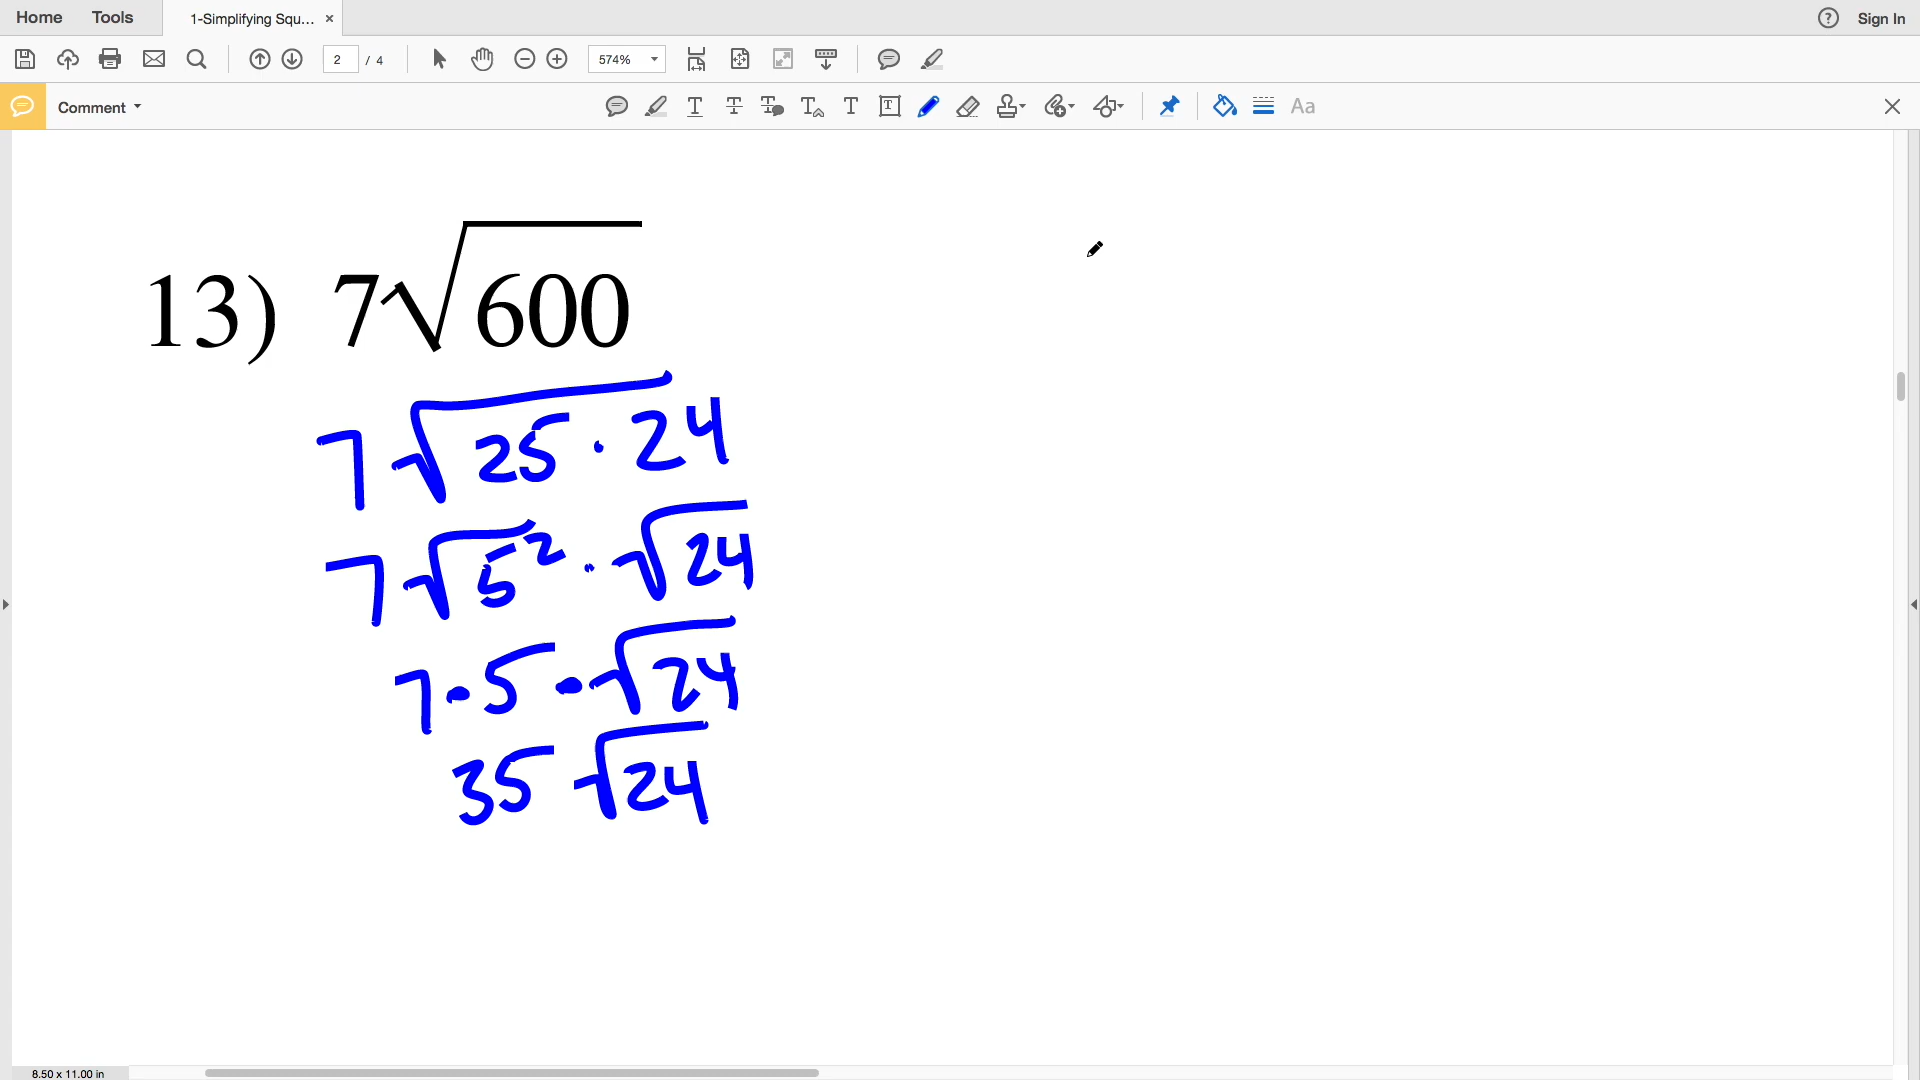 Home Tools 1-Simplifying Squ... × ? Sign In
2 / 4 574%
Comment T T T T T T Aa
13) 7√600
7√25 · 24
7√5² · √24
7 · 5 · √24
35 √24
8.50 x 11.00 in